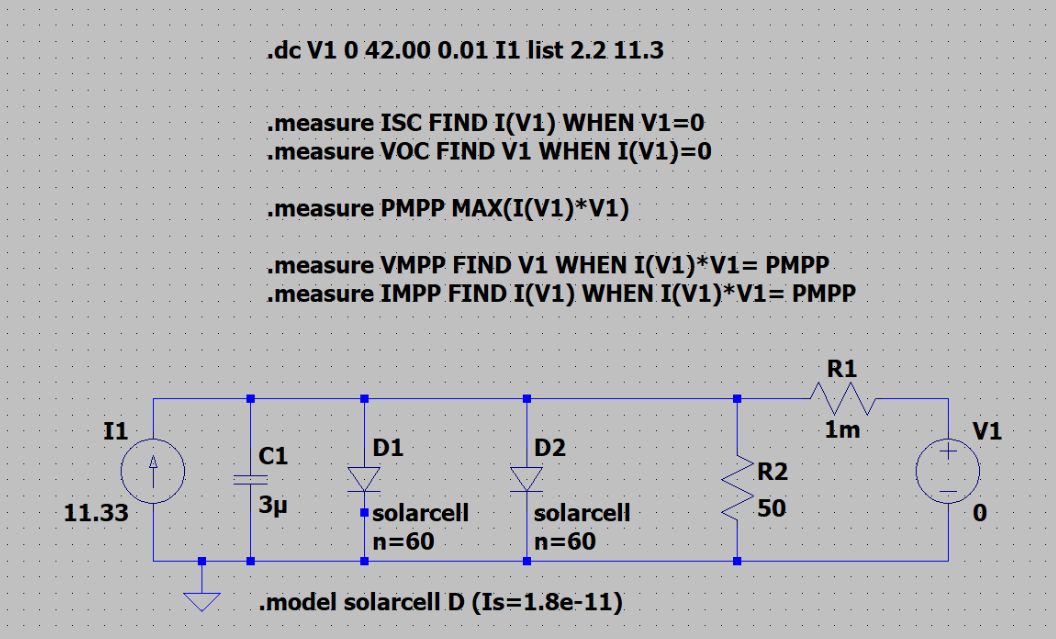 .dc V1 0 42.00 0.01 I1 list 2.2 11.3
.measure ISC FIND I(V1) WHEN V1=0
.measure VOC FIND V1 WHEN I(V1)=0
.measure PMPP MAX(I(V1)*V1)
.measure VMPP FIND V1 WHEN I(V1)*V1= PMPP
.measure IMPP FIND I(V1) WHEN I(V1)*V1= PMPP
R1
1m
I1
11.33
C1
3µ
D1
solarcell
n=60
D2
solarcell
n=60
R2
50
V1
0
.model solarcell D (Is=1.8e-11)